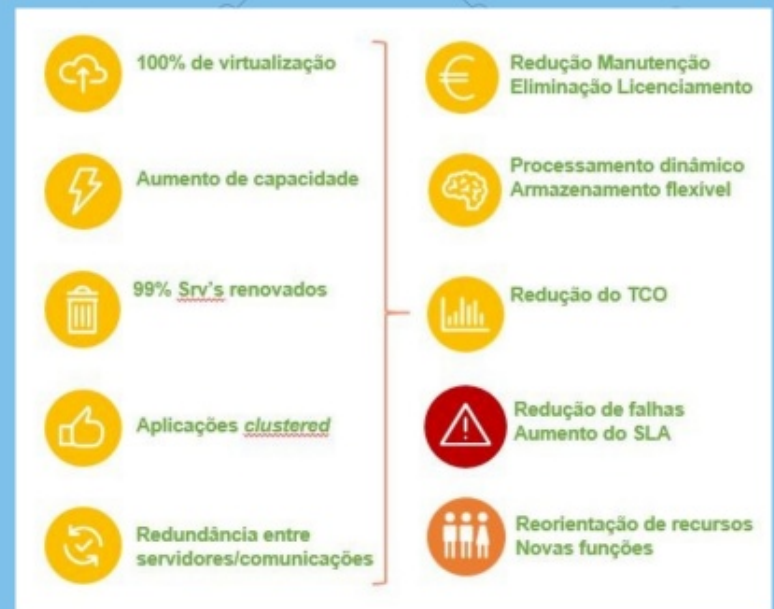 100% de virtualização
Aumento de capacidade
99% Srv's renovados
Aplicações clustered
Redundância entre
servidores/comunicações
€
Redução Manutenção
Eliminação Licenciamento
Processamento dinâmico
Armazenamento flexivel
Redução do TCO
Redução de falhas
Aumento do SLA
Reorientação de recursos
Novas funções